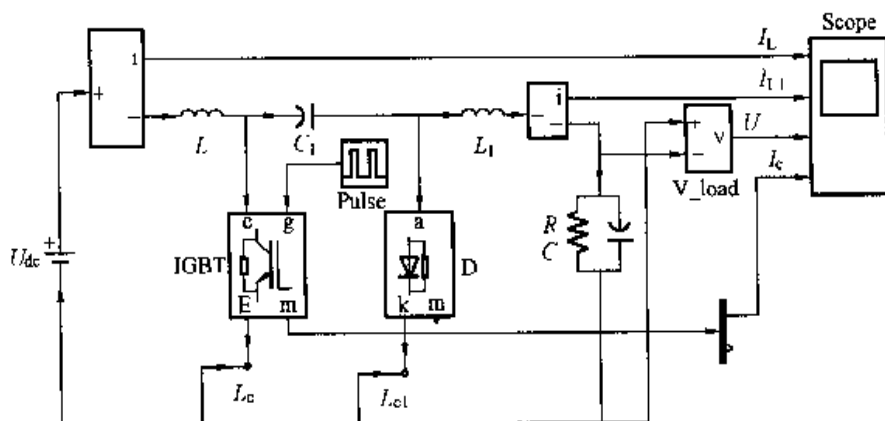 Scope
I_L
1
I_L1
i
+
+
−
L
C_1
L_1
−
−
+
v
U
−
V_load
I_c
Pulse
c
g
a
R
C
U_dc
+
IGBT
D
E
m
k
m
L_c
L_c1